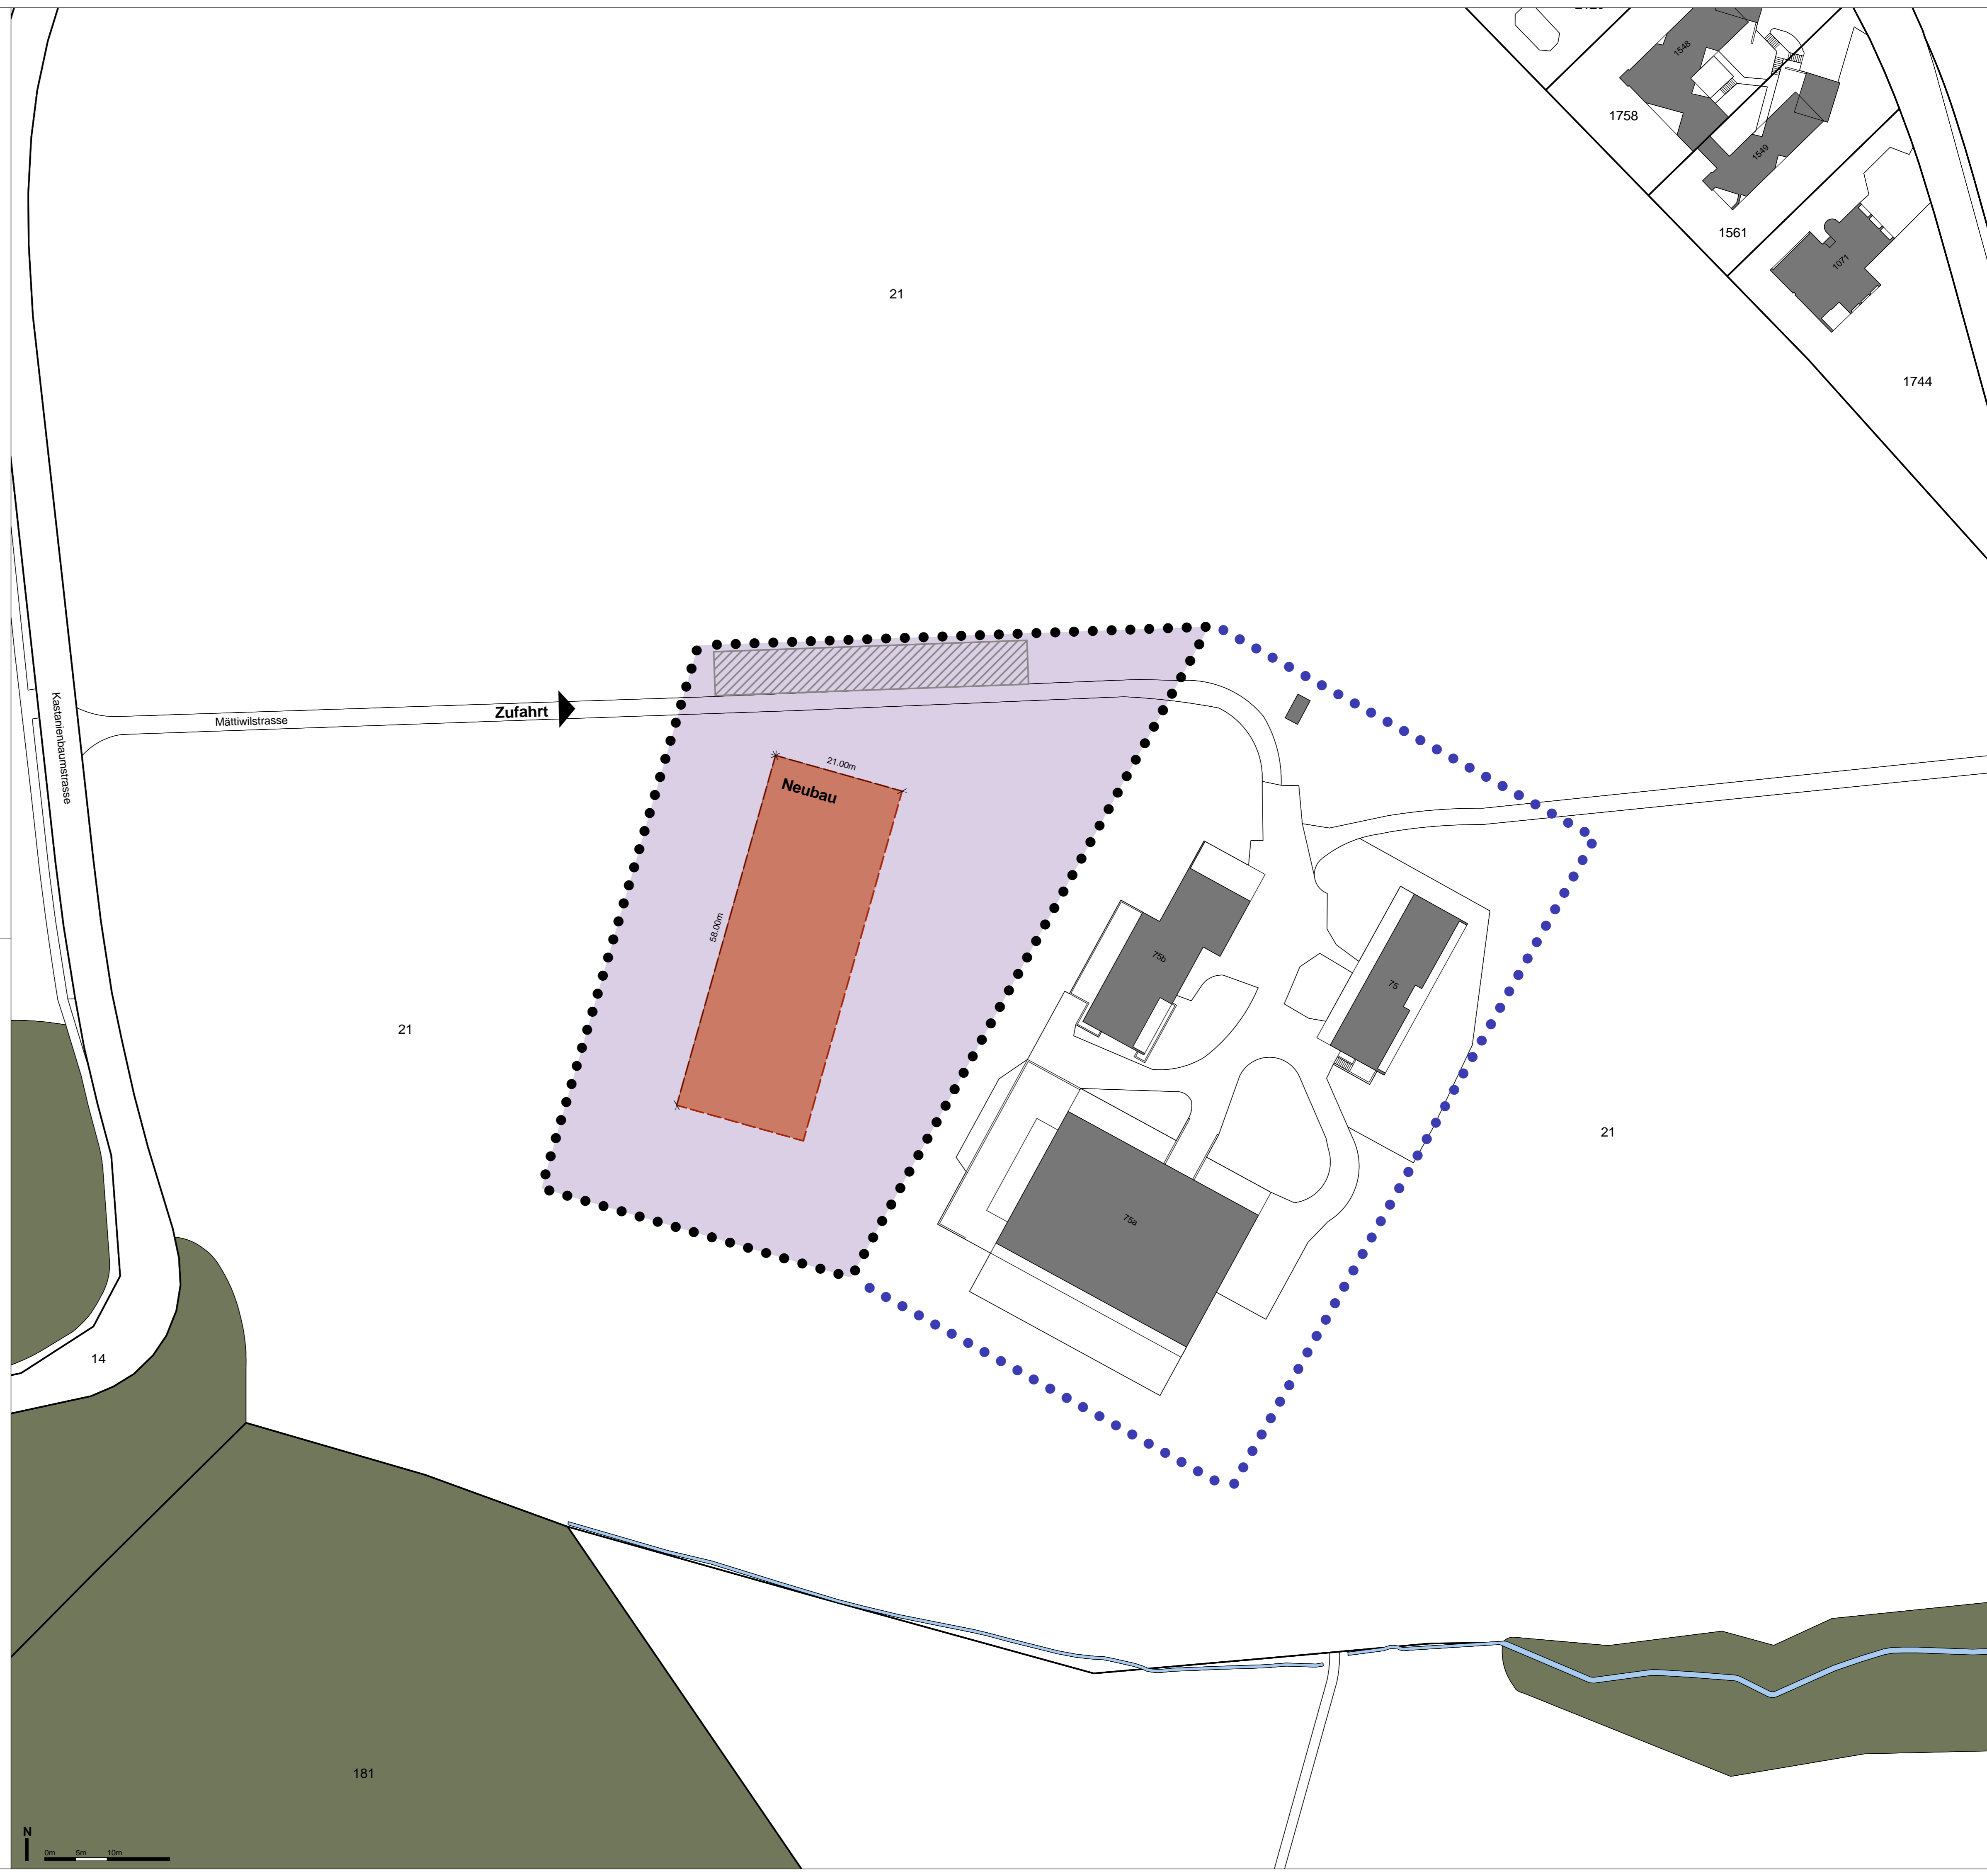 1548
1758
1549
1561
1071
21
1744
Kastanienbaumstrasse
Mättiwilstrasse
Zufahrt
21.00m
Neubau
58.00m
75b
75
21
21
75a
14
181
N
0m 5m 10m